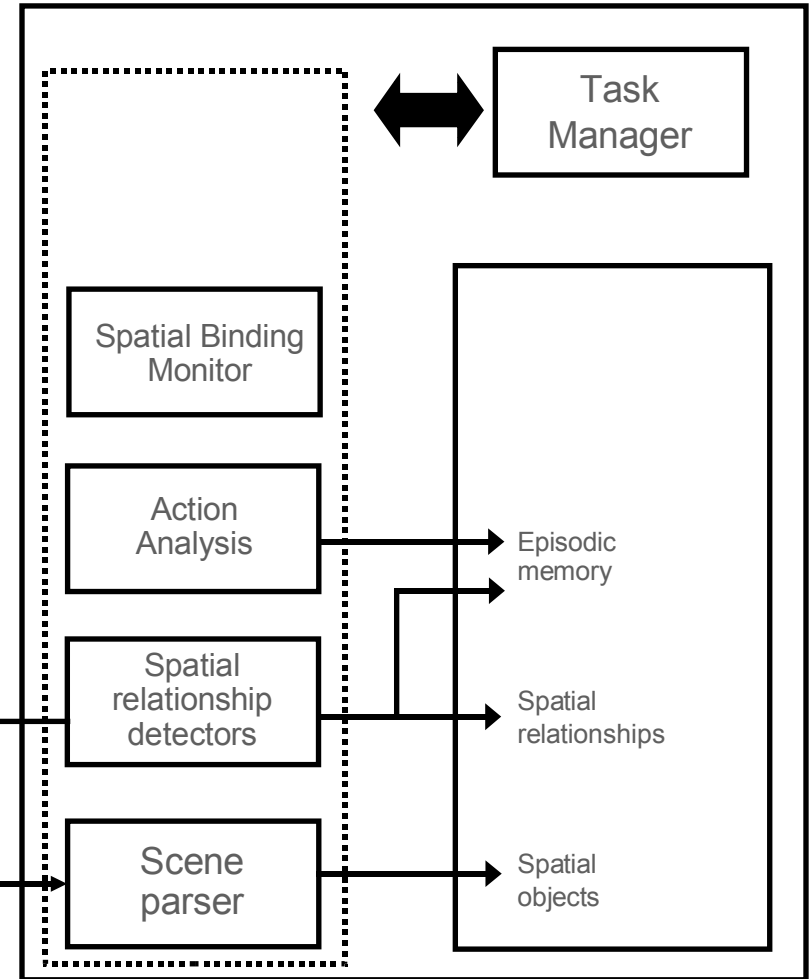 Task
Manager
Spatial Binding
Monitor
Action
Analysis
Episodic
memory
Spatial
relationship
detectors
Spatial
relationships
Scene
parser
Spatial
objects